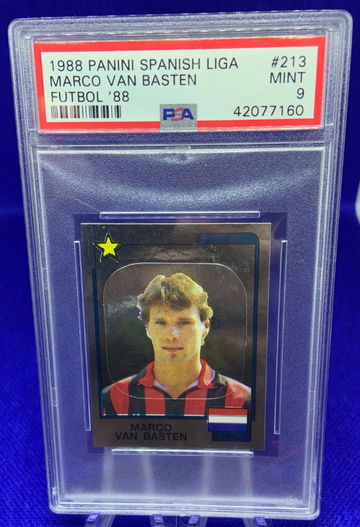 1988 PANINI SPANISH LIGA #213
MARCO VAN BASTEN MINT
FUTBOL '88 9
PSA 42077160
MARCO
VAN BASTEN